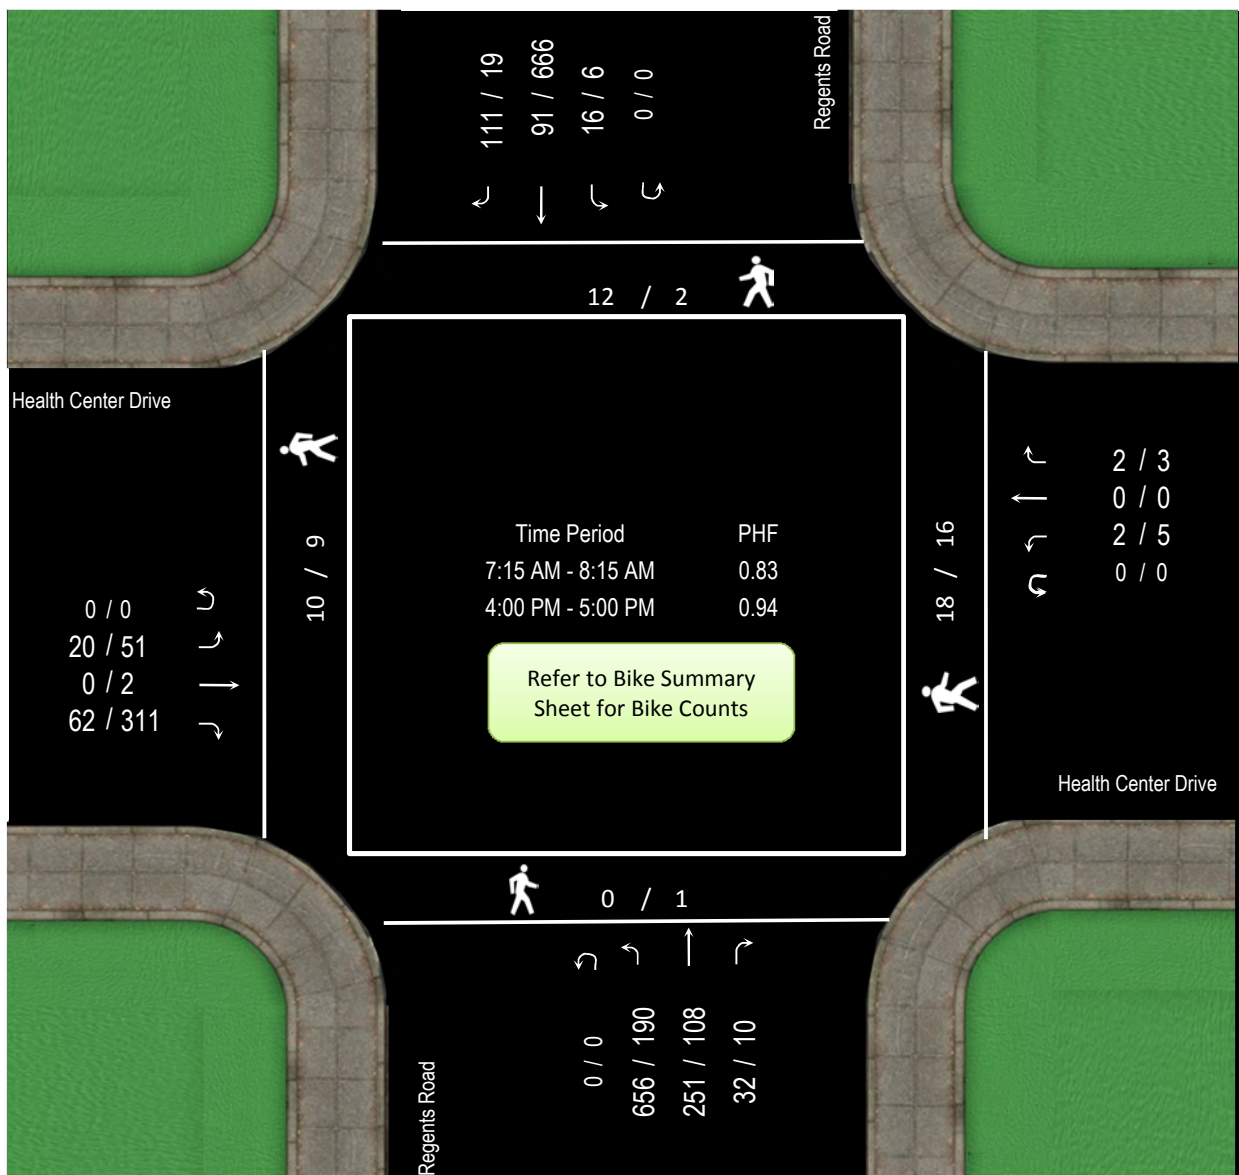 111 / 19
91 / 666
16 / 6
0 / 0
Regents Road
12 / 2
Health Center Drive
2 / 3
0 / 0
2 / 5
0 / 0
10 / 9
18 / 16
Time Period PHF
7:15 AM - 8:15 AM 0.83
4:00 PM - 5:00 PM 0.94
0 / 0
20 / 51
0 / 2
62 / 311
Refer to Bike Summary
Sheet for Bike Counts
Health Center Drive
0 / 1
0 / 0
656 / 190
251 / 108
32 / 10
Regents Road